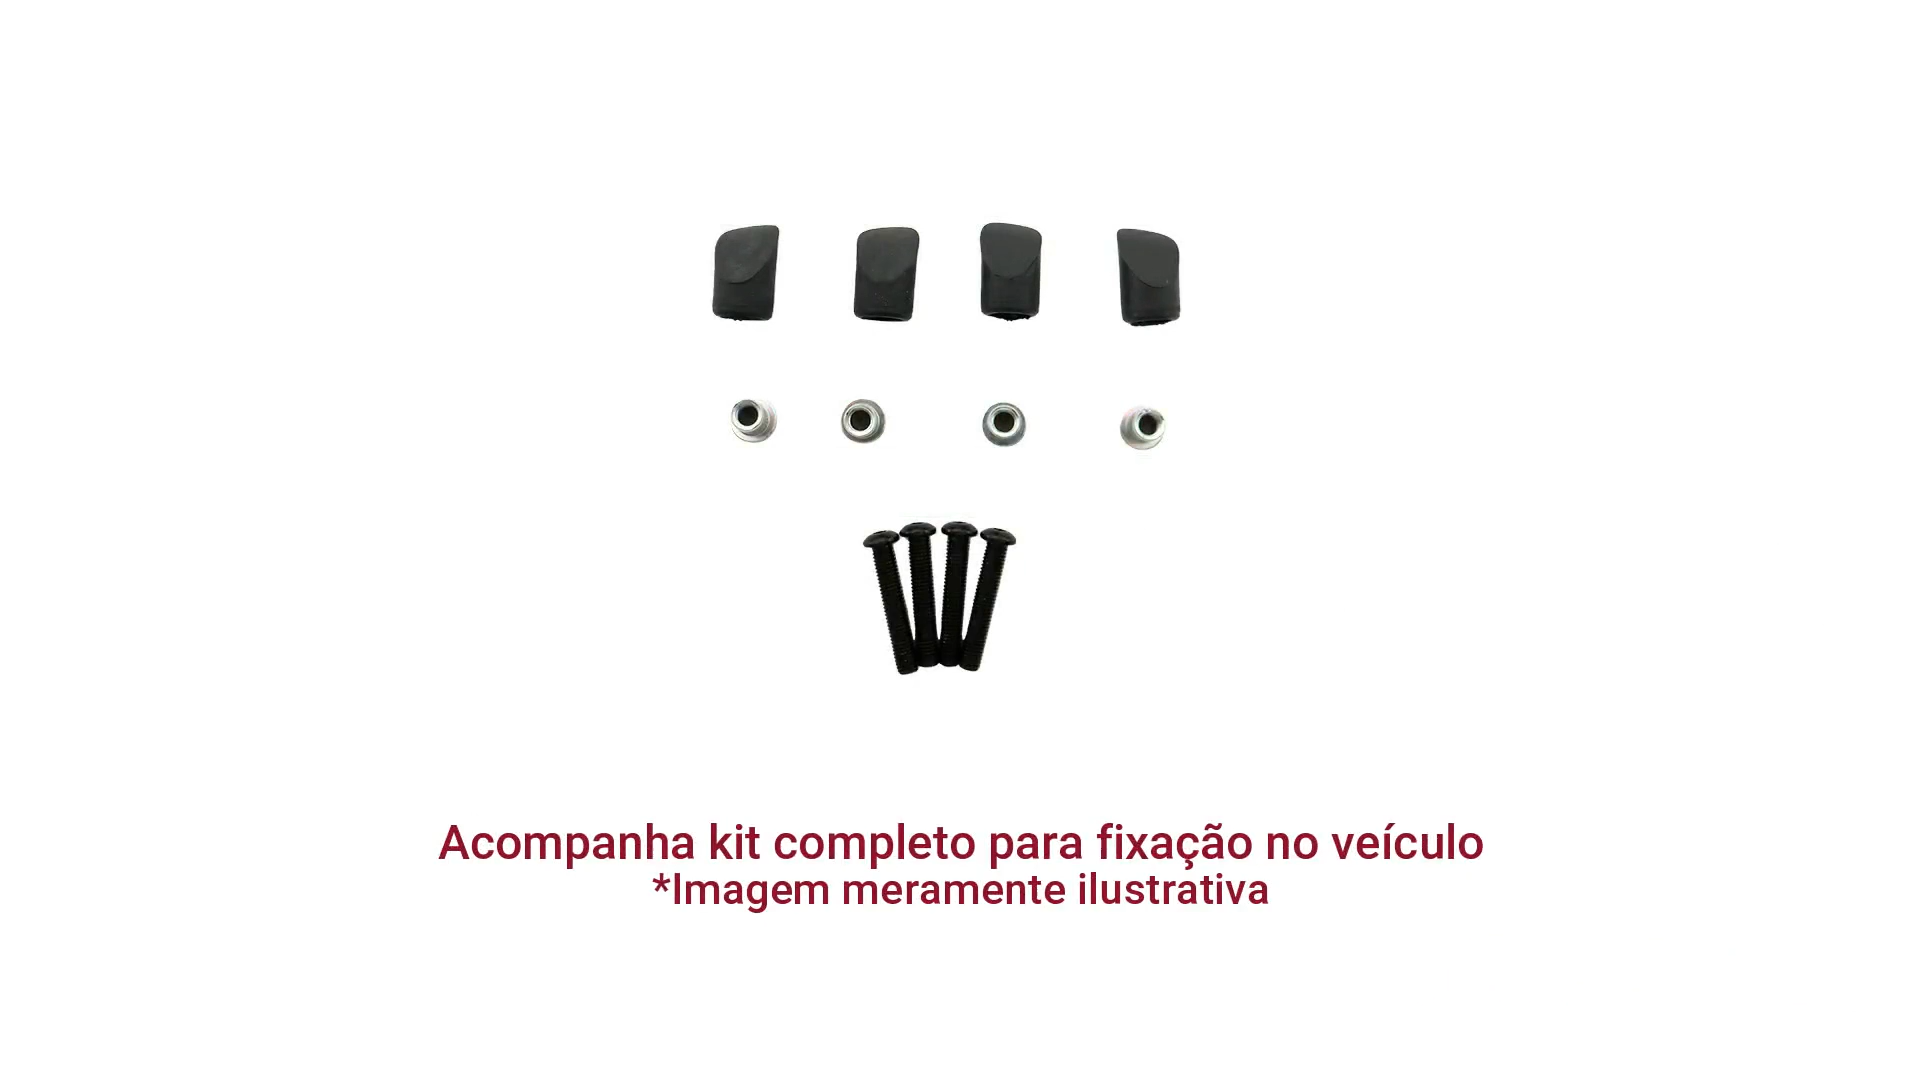 Acompanha kit completo para fixação no veículo
*Imagem meramente ilustrativa